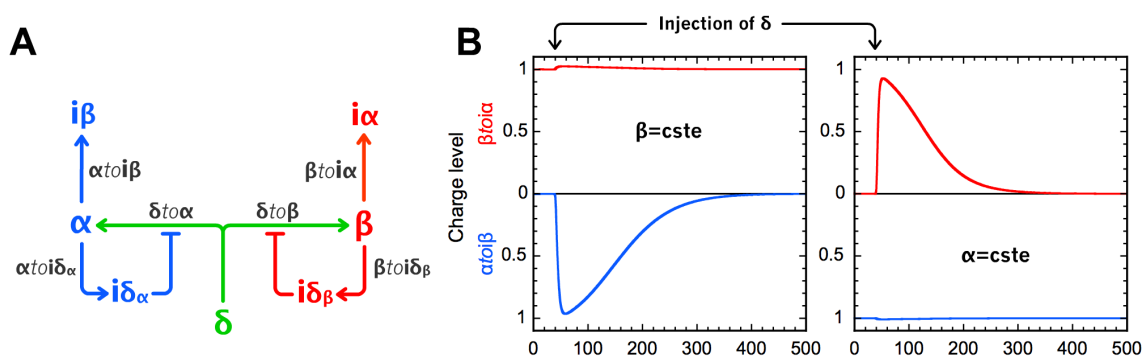 A
iβ
iα
αtoiβ
βtoiα
δtoα
δtoβ
α
β
αtoiδα
βtoiδβ
iδα
iδβ
δ
B
Injection of δ
Charge level
βtoiα
αtoiβ
1
0.5
0
0.5
1
β=cste
0 100 200 300 400 500
1
0.5
0
0.5
1
α=cste
0 100 200 300 400 500